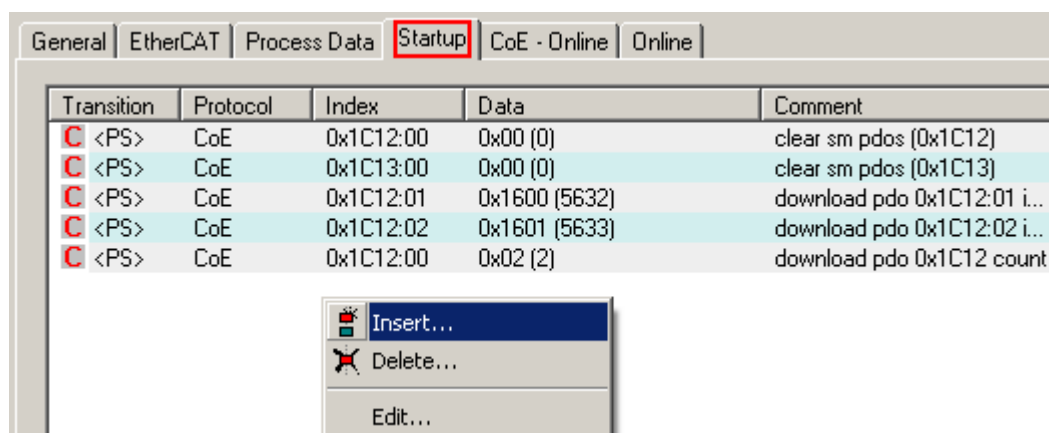 General EtherCAT Process Data Startup CoE - Online Online
Transition Protocol Index Data Comment
C <PS> CoE 0x1C12:00 0x00 (0) clear sm pdos (0x1C12)
C <PS> CoE 0x1C13:00 0x00 (0) clear sm pdos (0x1C13)
C <PS> CoE 0x1C12:01 0x1600 (5632) download pdo 0x1C12:01 i...
C <PS> CoE 0x1C12:02 0x1601 (5633) download pdo 0x1C12:02 i...
C <PS> CoE 0x1C12:00 0x02 (2) download pdo 0x1C12 count
Insert...
Delete...
Edit...